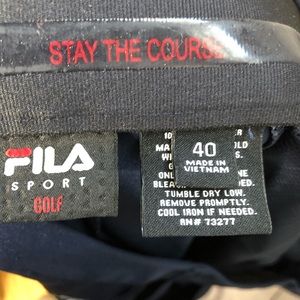 STAY THE COURSE
FILA
SPORT
GOLF
40
MADE IN
VIETNAM
TUMBLE DRY LOW.
REMOVE PROMPTLY.
COOL IRON IF NEEDED.
RN# 73277